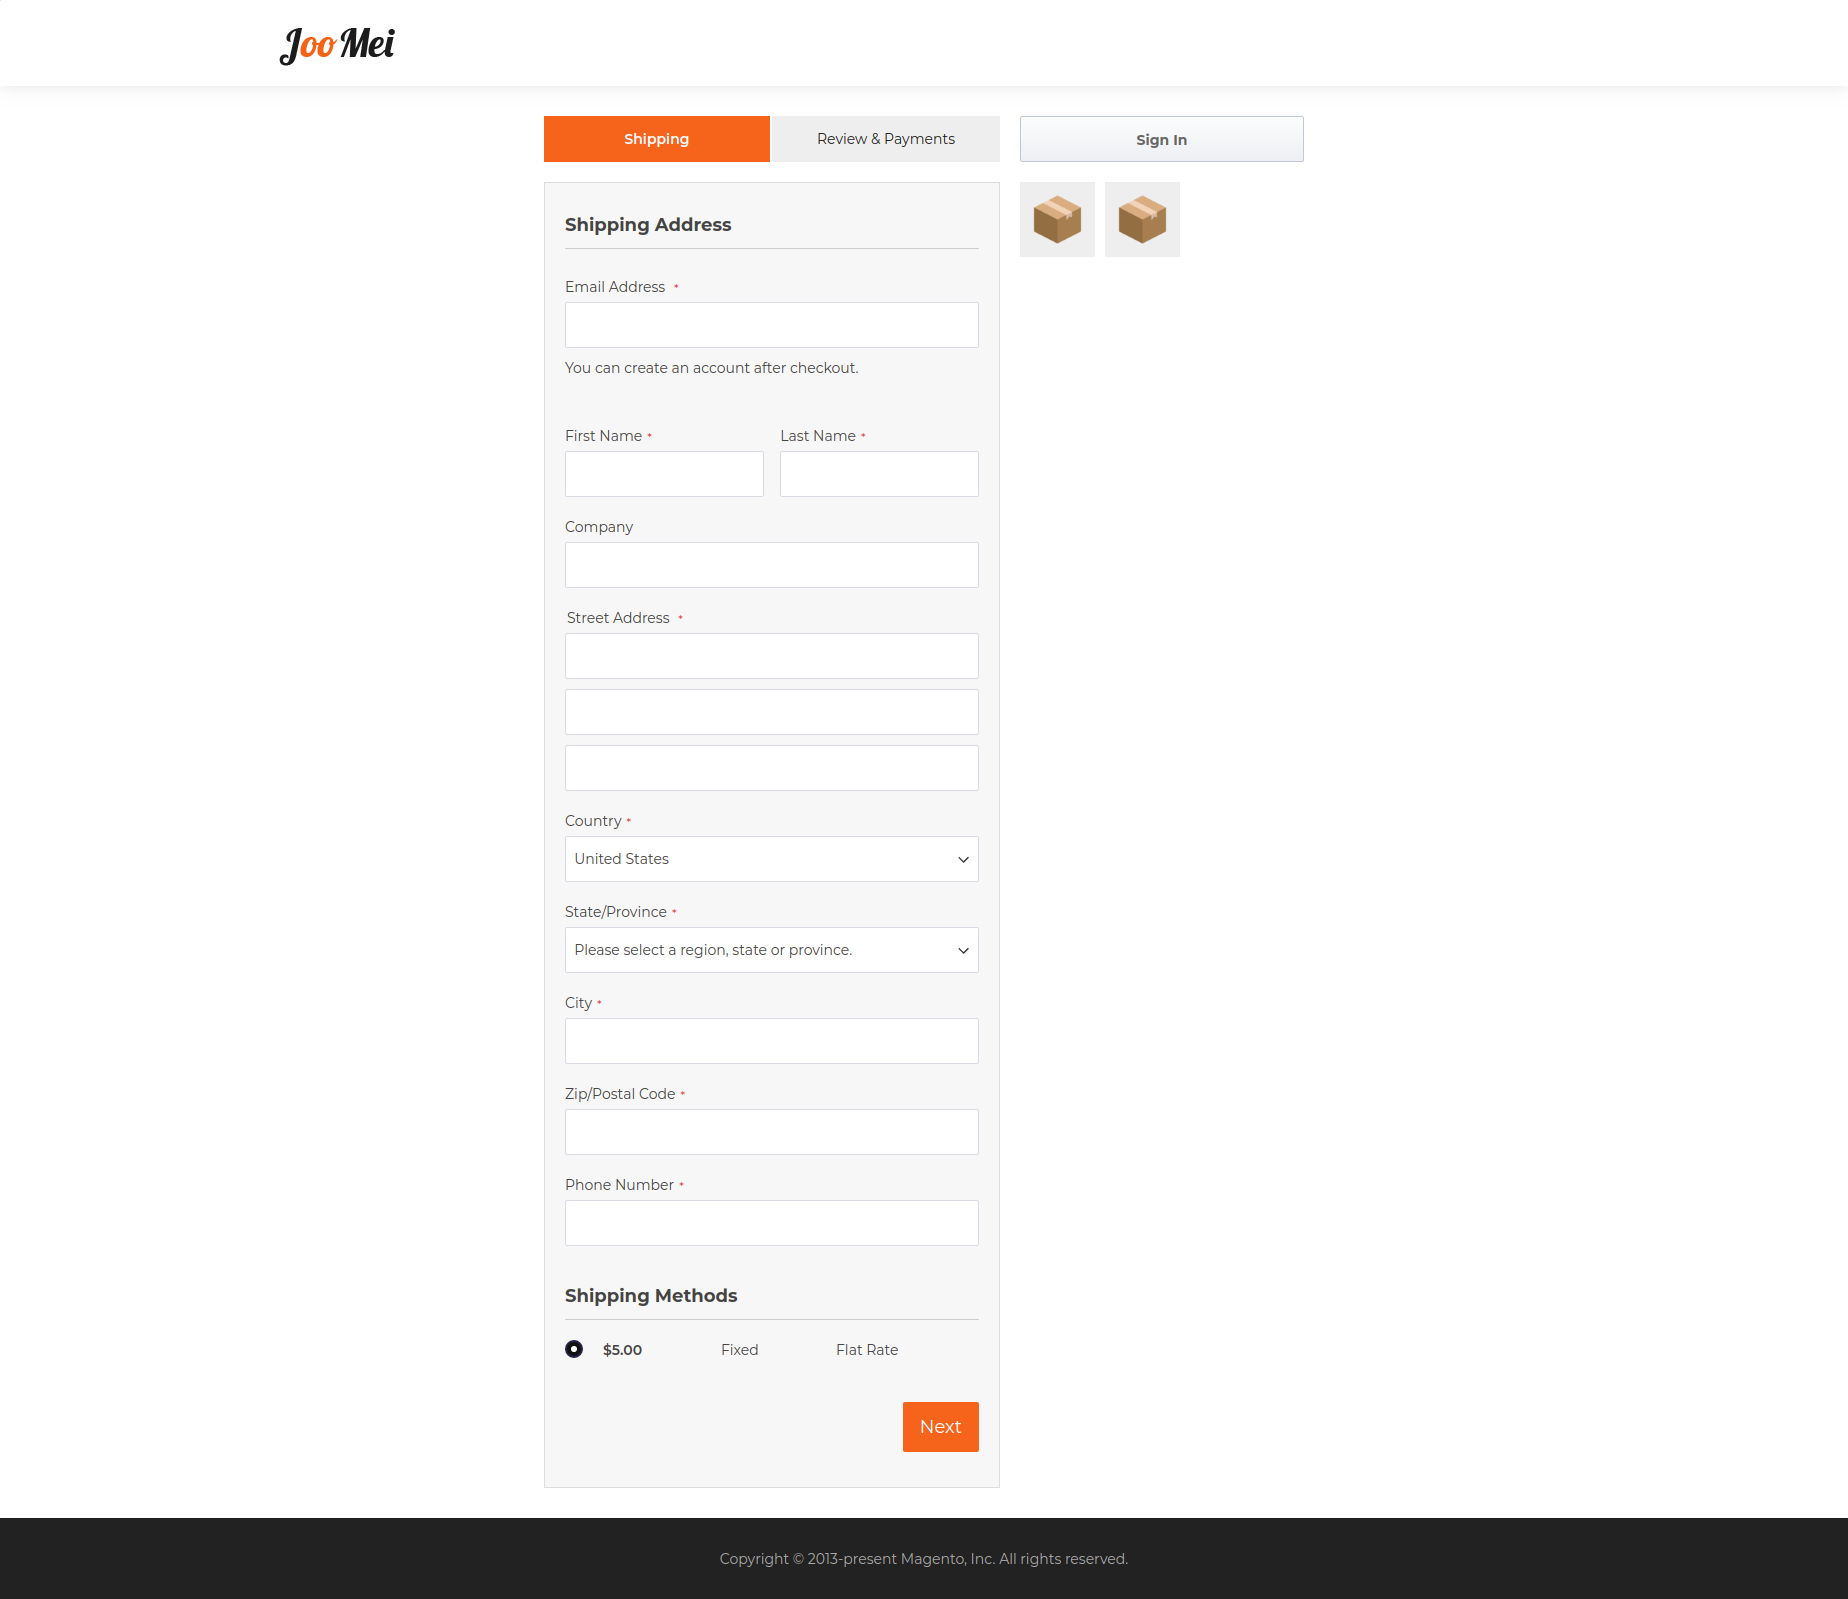 Joo Mei
Shipping
Review & Payments
Sign In
Shipping Address
Email Address *
You can create an account after checkout.
First Name *
Last Name *
Company
Street Address *
Country *
United States
State/Province *
Please select a region, state or province.
City *
Zip/Postal Code *
Phone Number *
Shipping Methods
$5.00 Fixed Flat Rate
Next
Copyright © 2013-present Magento, Inc. All rights reserved.